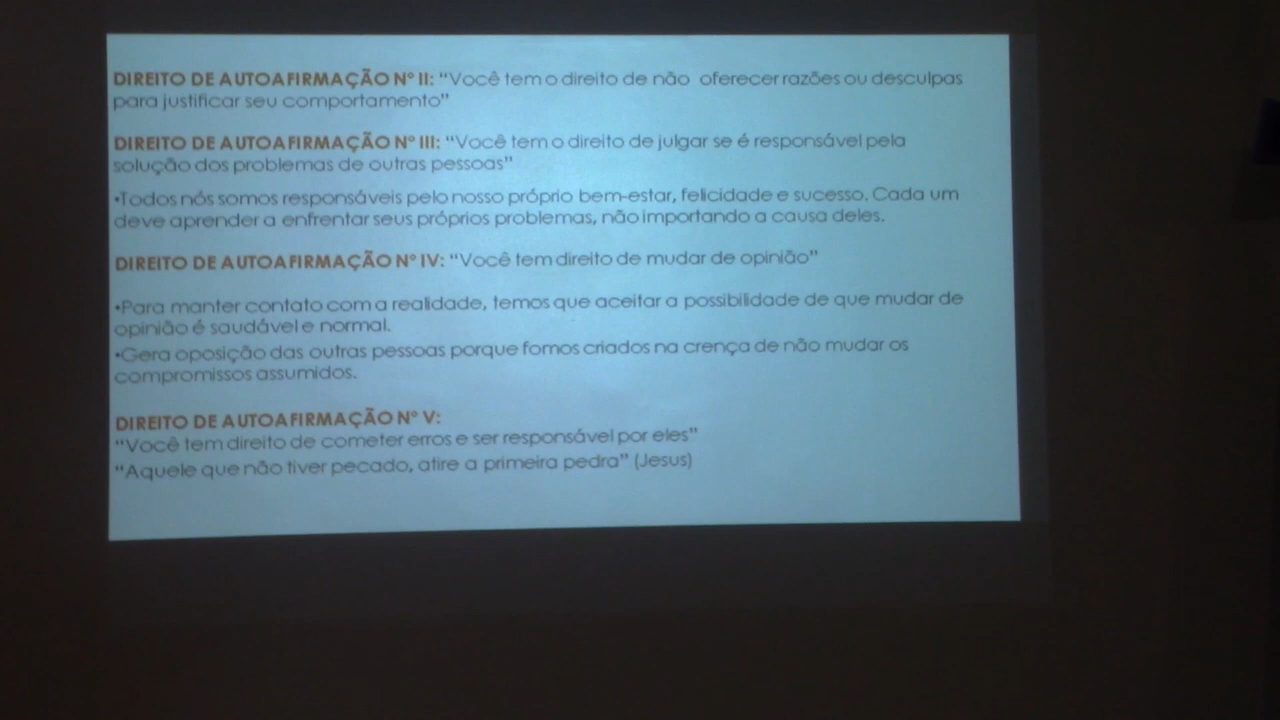 DIREITO DE AUTOAFIRMAÇÃO Nº II: “Você tem o direito de não oferecer razões ou desculpas
para justificar seu comportamento”
DIREITO DE AUTOAFIRMAÇÃO Nº III: “Você tem o direito de julgar se é responsável pela
solução dos problemas de outras pessoas”
•Todos nós somos responsáveis pelo nosso próprio bem-estar, felicidade e sucesso. Cada um
deve aprender a enfrentar seus próprios problemas, não importando a causa deles.
DIREITO DE AUTOAFIRMAÇÃO Nº IV: “Você tem direito de mudar de opinião”
•Para manter contato com a realidade, temos que aceitar a possibilidade de que mudar de
opinião é saudável e normal.
•Gera oposição das outras pessoas porque fomos criados na crença de não mudar os
compromissos assumidos.
DIREITO DE AUTOAFIRMAÇÃO Nº V:
“Você tem direito de cometer erros e ser responsável por eles”
“Aquele que não tiver pecado, atire a primeira pedra” (Jesus)